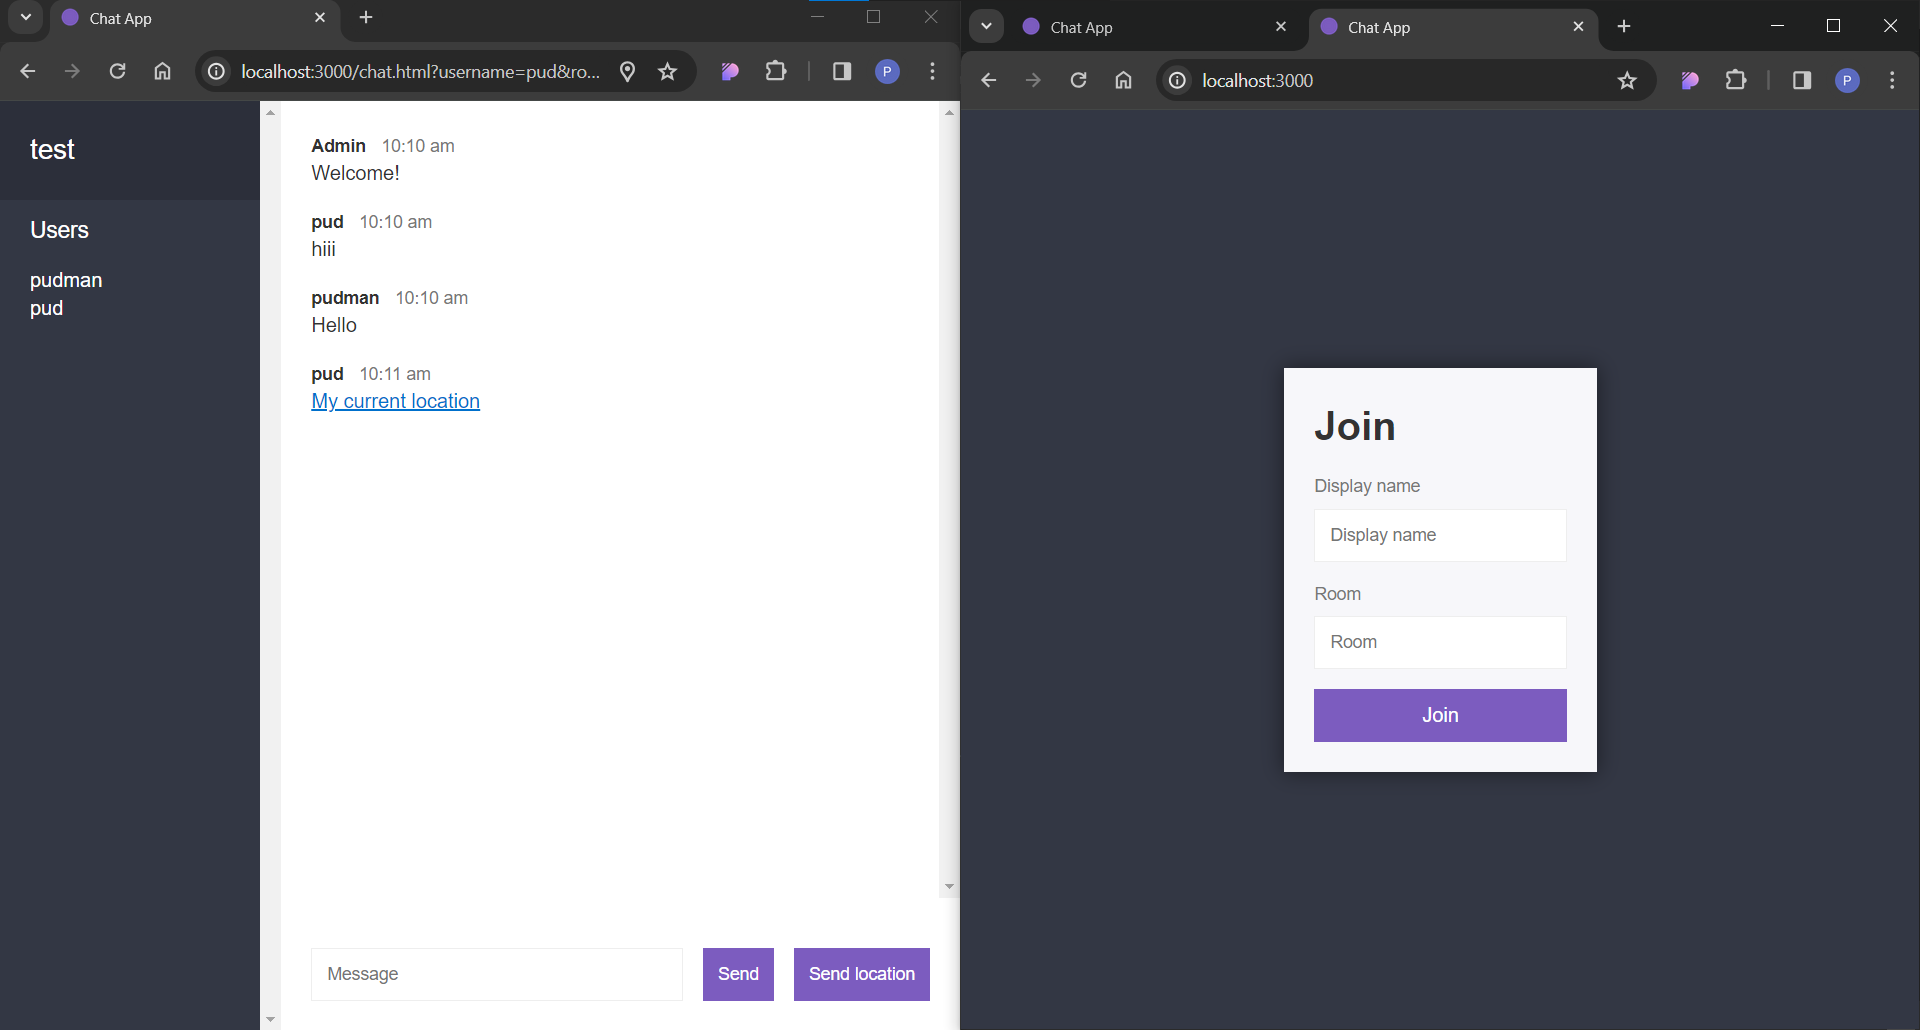 Chat App
localhost:3000/chat.html?username=pud&ro...
P
test
Users
pudman
pud
Admin 10:10 am
Welcome!
pud 10:10 am
hiii
pudman 10:10 am
Hello
pud 10:11 am
My current location
Message
Send
Send location
Chat App
Chat App
localhost:3000
P
Join
Display name
Display name
Room
Room
Join